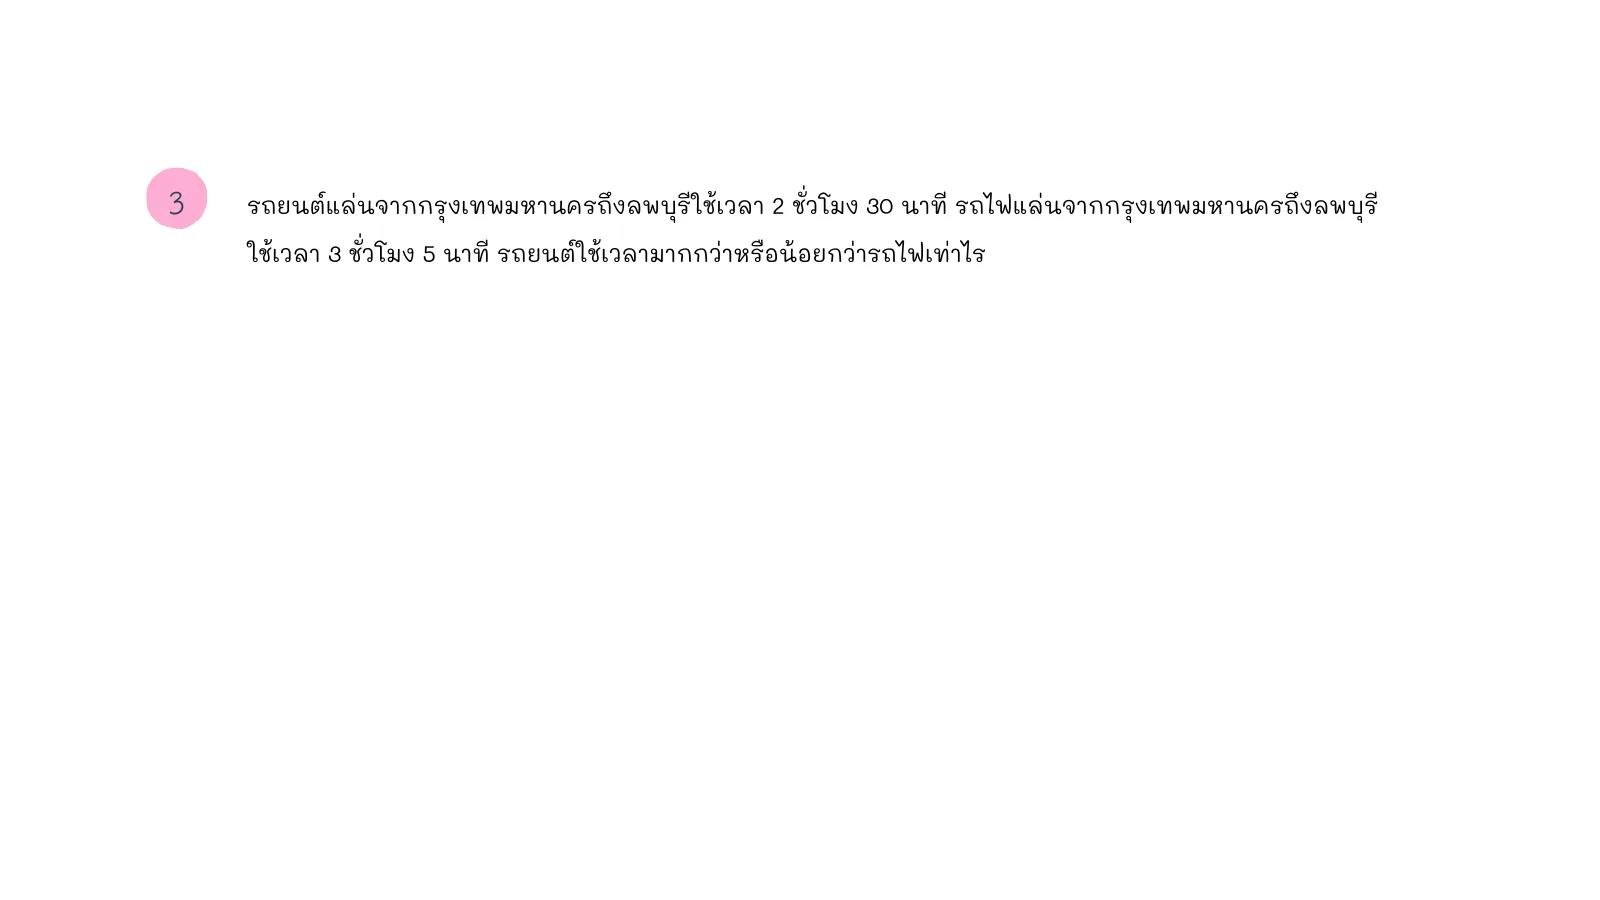 3 รถยนต์แล่นจากกรุงเทพมหานครถึงลพบุรีใช้เวลา 2 ชั่วโมง 30 นาที รถไฟแล่นจากกรุงเทพมหานครถึงลพบุรี
ใช้เวลา 3 ชั่วโมง 5 นาที รถยนต์ใช้เวลามากกว่าหรือน้อยกว่ารถไฟเท่าไร